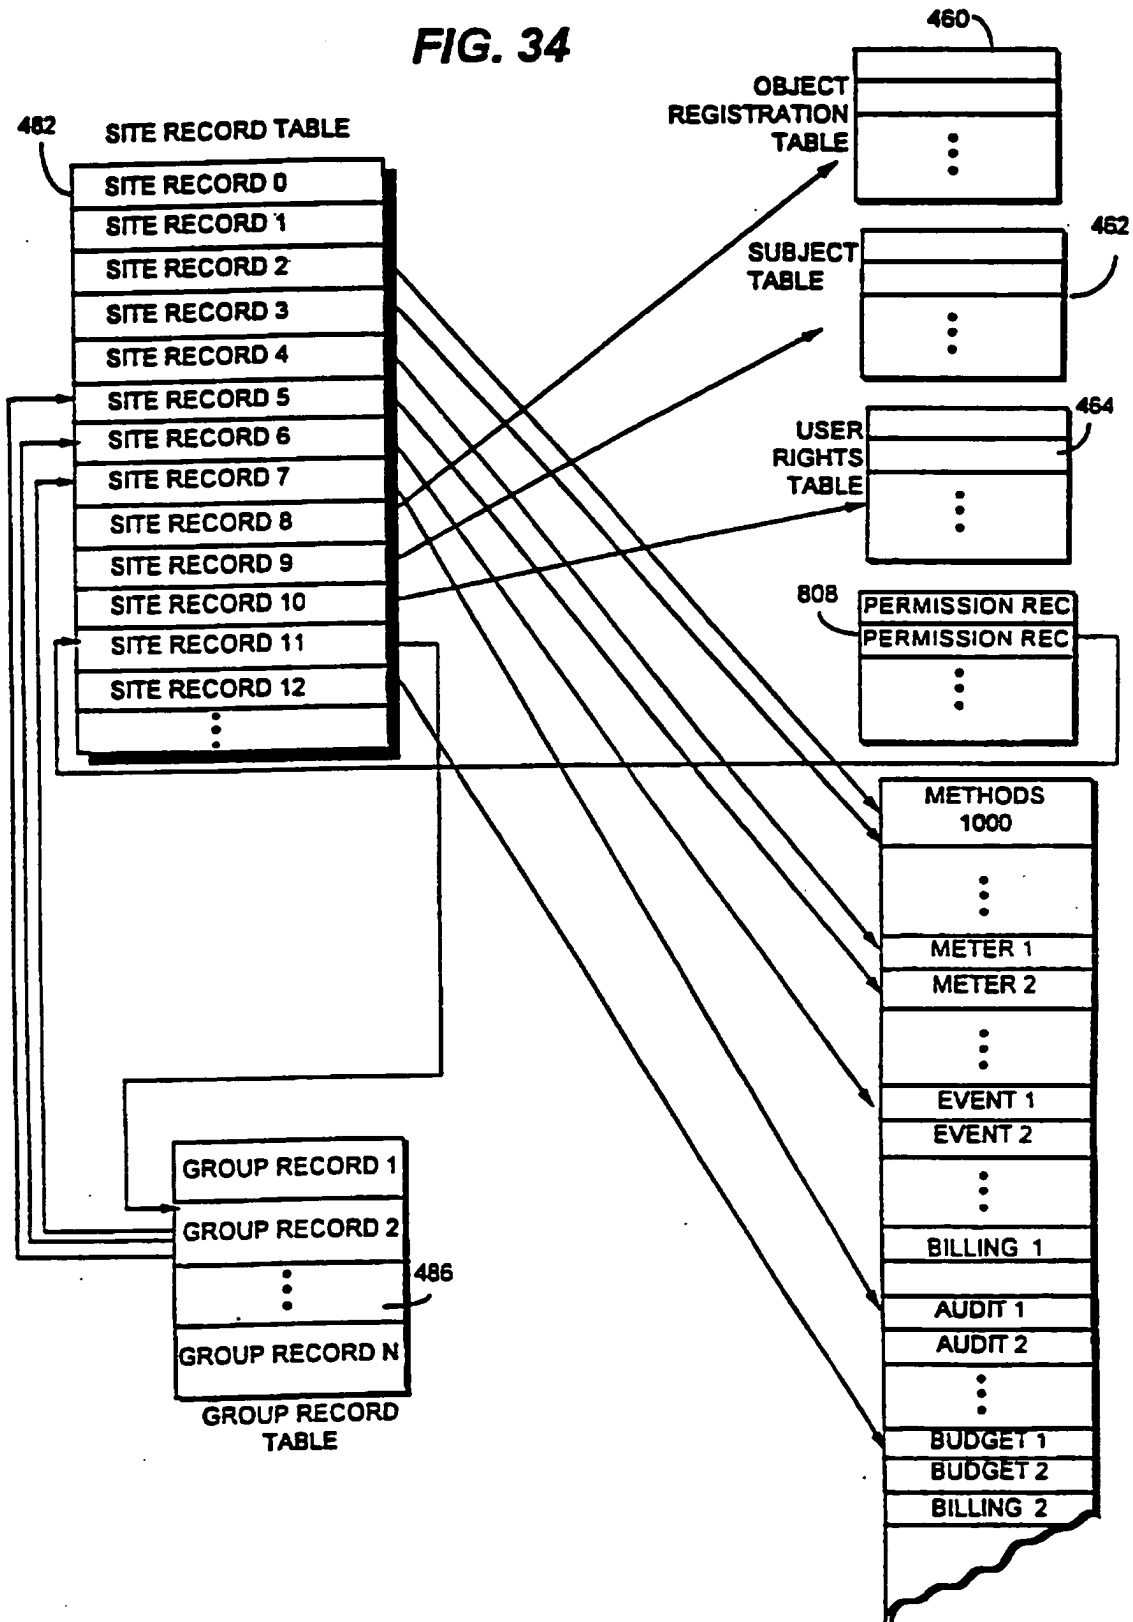 FIG. 34
460
OBJECT
REGISTRATION
TABLE
482
SITE RECORD TABLE
SITE RECORD 0
SITE RECORD 1
SITE RECORD 2
SITE RECORD 3
SITE RECORD 4
SITE RECORD 5
SITE RECORD 6
SITE RECORD 7
SITE RECORD 8
SITE RECORD 9
SITE RECORD 10
SITE RECORD 11
SITE RECORD 12
462
SUBJECT
TABLE
464
USER
RIGHTS
TABLE
808
PERMISSION REC
PERMISSION REC
METHODS
1000
METER 1
METER 2
EVENT 1
EVENT 2
BILLING 1
AUDIT 1
AUDIT 2
BUDGET 1
BUDGET 2
BILLING 2
GROUP RECORD 1
GROUP RECORD 2
486
GROUP RECORD N
GROUP RECORD
TABLE